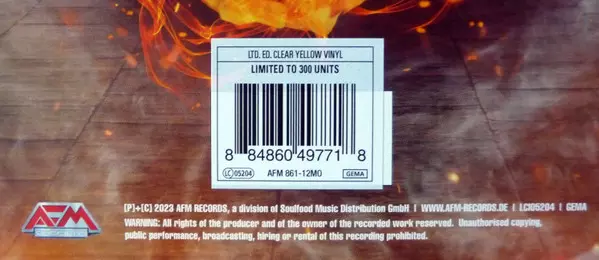 LTD. ED. CLEAR YELLOW VINYL
LIMITED TO 300 UNITS
8 84860 49771 8
LC 05204 AFM 861-12MO GEMA
AFM
[P]+[C] 2023 AFM RECORDS, a division of Soulfood Music Distribution GmbH | WWW.AFM-RECORDS.DE | LC105204 | GEMA
WARNING: All rights of the producer and of the owner of the recorded work reserved. Unauthorised copying,
public performance, broadcasting, hiring or rental of this recording prohibited.